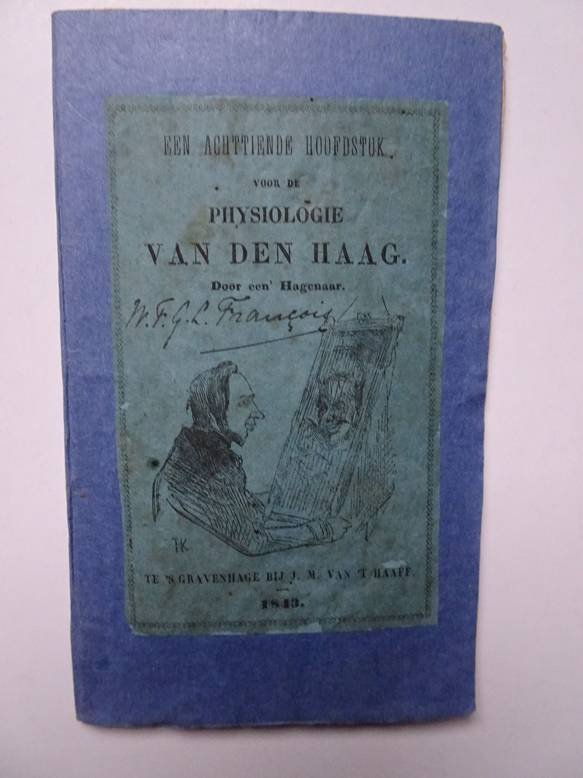 EEN ACHTTIENDE HOOFDSTUK
VOOR DE
PHYSIOLOGIE
VAN DEN HAAG.
Door een' Hagenaar.
W. F. G. L. François
HK
TE 'S GRAVENHAGE BIJ J. M. VAN 'T HAAFF.
1843.